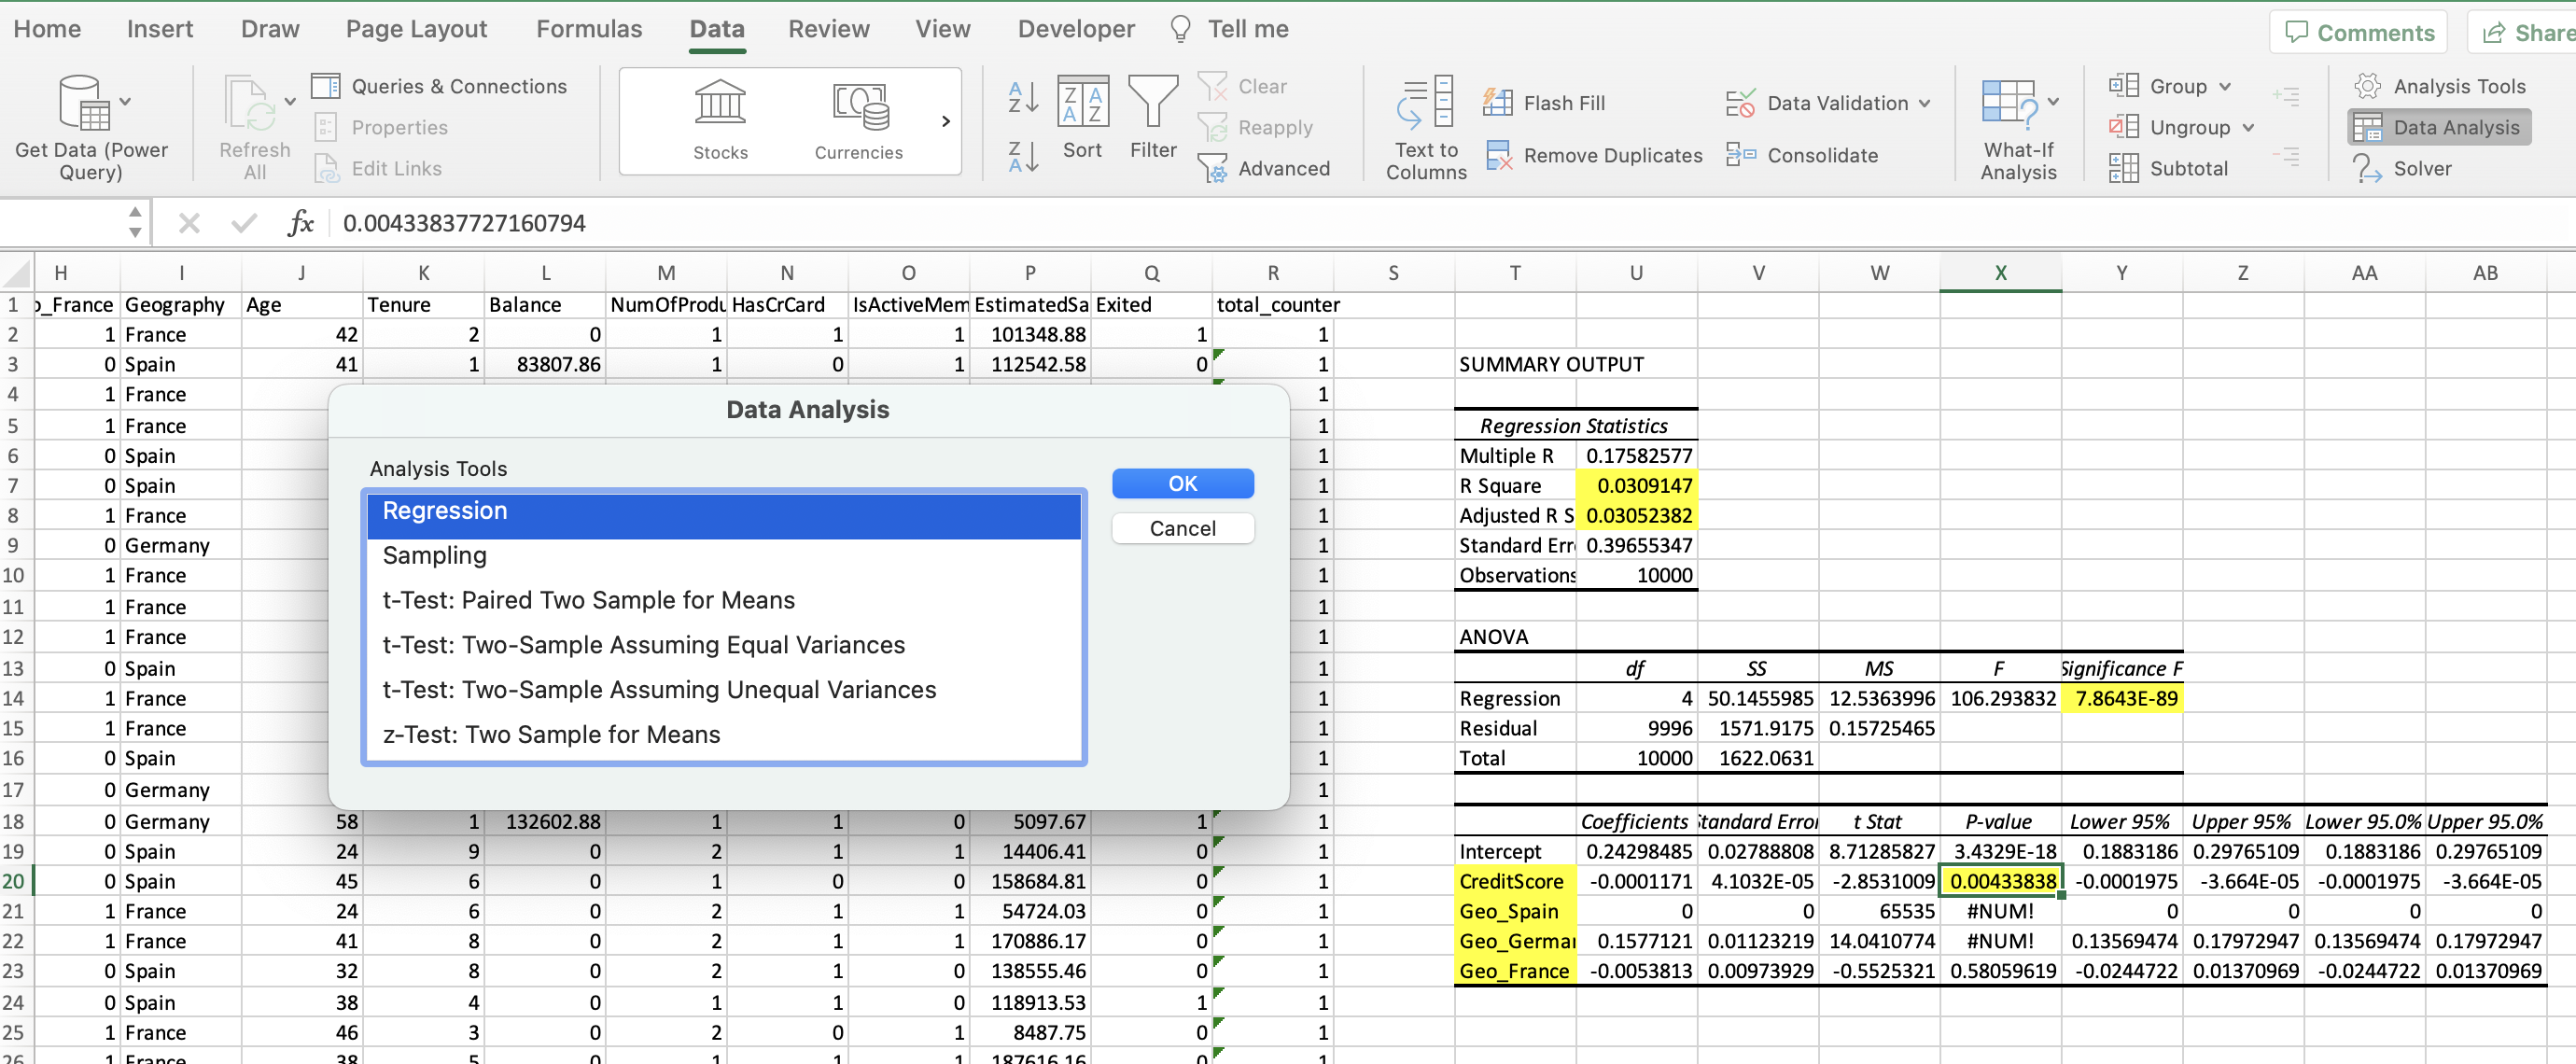 Home Insert Draw Page Layout Formulas Data Review View Developer Tell me Comments Share
Get Data (Power Query)
Refresh All
Queries & Connections
Properties
Edit Links
Stocks
Currencies
Sort
Filter
Clear
Reapply
Advanced
Text to Columns
Flash Fill
Remove Duplicates
Data Validation
Consolidate
What-If Analysis
Group
Ungroup
Subtotal
Analysis Tools
Data Analysis
Solver
fx 0.00433837727160794
H I J K L M N O P Q R S T U V W X Y Z AA AB
1 o_France Geography Age Tenure Balance NumOfProdu HasCrCard IsActiveMem EstimatedSa Exited total_counter
2 1 France 42 2 0 1 1 1 101348.88 1 1
3 0 Spain 41 1 83807.86 1 0 1 112542.58 0 1 SUMMARY OUTPUT
4 1 France 1
5 1 France 1 Regression Statistics
6 0 Spain 1 Multiple R 0.17582577
7 0 Spain 1 R Square 0.0309147
8 1 France 1 Adjusted R S 0.03052382
9 0 Germany 1 Standard Err 0.39655347
10 1 France 1 Observations 10000
11 1 France 1
12 1 France 1 ANOVA
13 0 Spain 1 df SS MS F Significance F
14 1 France 1 Regression 4 50.1455985 12.5363996 106.293832 7.8643E-89
15 1 France 1 Residual 9996 1571.9175 0.15725465
16 0 Spain 1 Total 10000 1622.0631
17 0 Germany 1
18 0 Germany 58 1 132602.88 1 1 0 5097.67 1 1 Coefficients Standard Error t Stat P-value Lower 95% Upper 95% Lower 95.0% Upper 95.0%
19 0 Spain 24 9 0 2 1 1 14406.41 0 1 Intercept 0.24298485 0.02788808 8.71285827 3.4329E-18 0.1883186 0.29765109 0.1883186 0.29765109
20 0 Spain 45 6 0 1 0 0 158684.81 0 1 CreditScore -0.0001171 4.1032E-05 -2.8531009 0.00433838 -0.0001975 -3.664E-05 -0.0001975 -3.664E-05
21 1 France 24 6 0 2 1 1 54724.03 0 1 Geo_Spain 0 0 65535 #NUM! 0 0 0 0
22 1 France 41 8 0 2 1 1 170886.17 0 1 Geo_German 0.1577121 0.01123219 14.0410774 #NUM! 0.13569474 0.17972947 0.13569474 0.17972947
23 0 Spain 32 8 0 2 1 0 138555.46 0 1 Geo_France -0.0053813 0.00973929 -0.5525321 0.58059619 -0.0244722 0.01370969 -0.0244722 0.01370969
24 0 Spain 38 4 0 1 1 0 118913.53 1 1
25 1 France 46 3 0 2 0 1 8487.75 0 1
26 1 France 38 5 0 1 1 1 187616.16 0 1
Data Analysis
Analysis Tools
Regression
Sampling
t-Test: Paired Two Sample for Means
t-Test: Two-Sample Assuming Equal Variances
t-Test: Two-Sample Assuming Unequal Variances
z-Test: Two Sample for Means
OK
Cancel